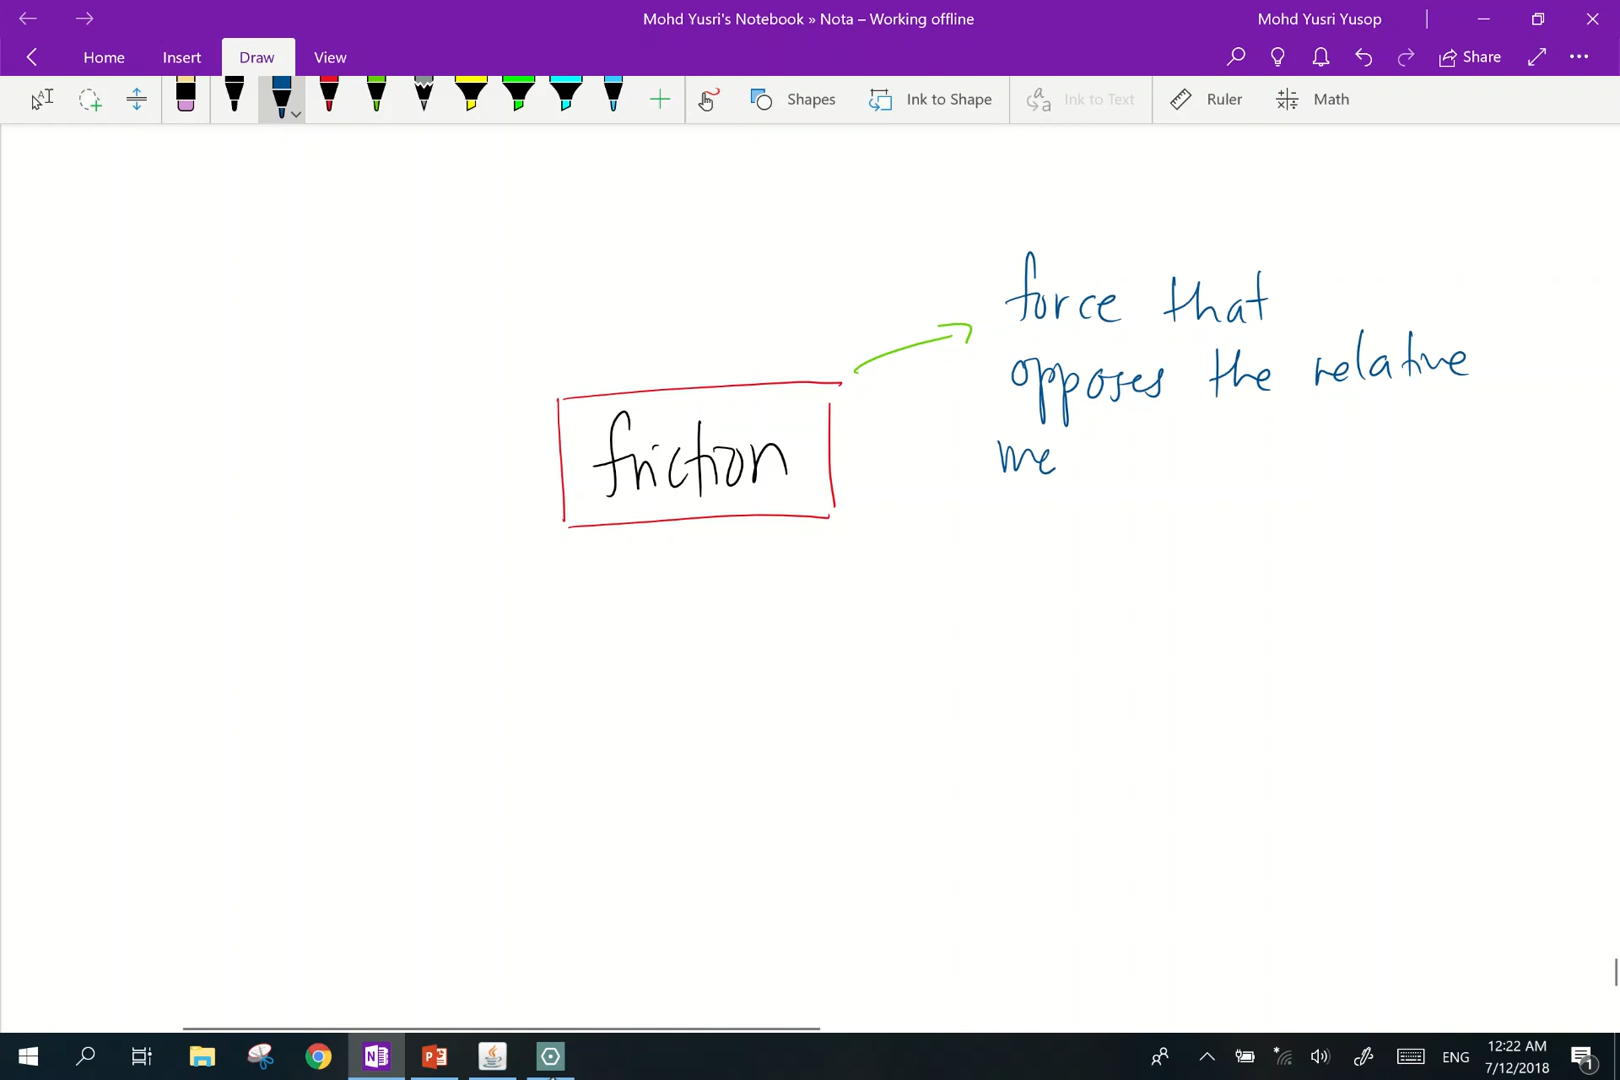 Mohd Yusri's Notebook » Nota – Working offline
Mohd Yusri Yusop
Home Insert Draw View
Share
Shapes
Ink to Shape
Ink to Text
Ruler
Math
force that
opposes the relative
me
friction
ENG
12:22 AM
7/12/2018
1